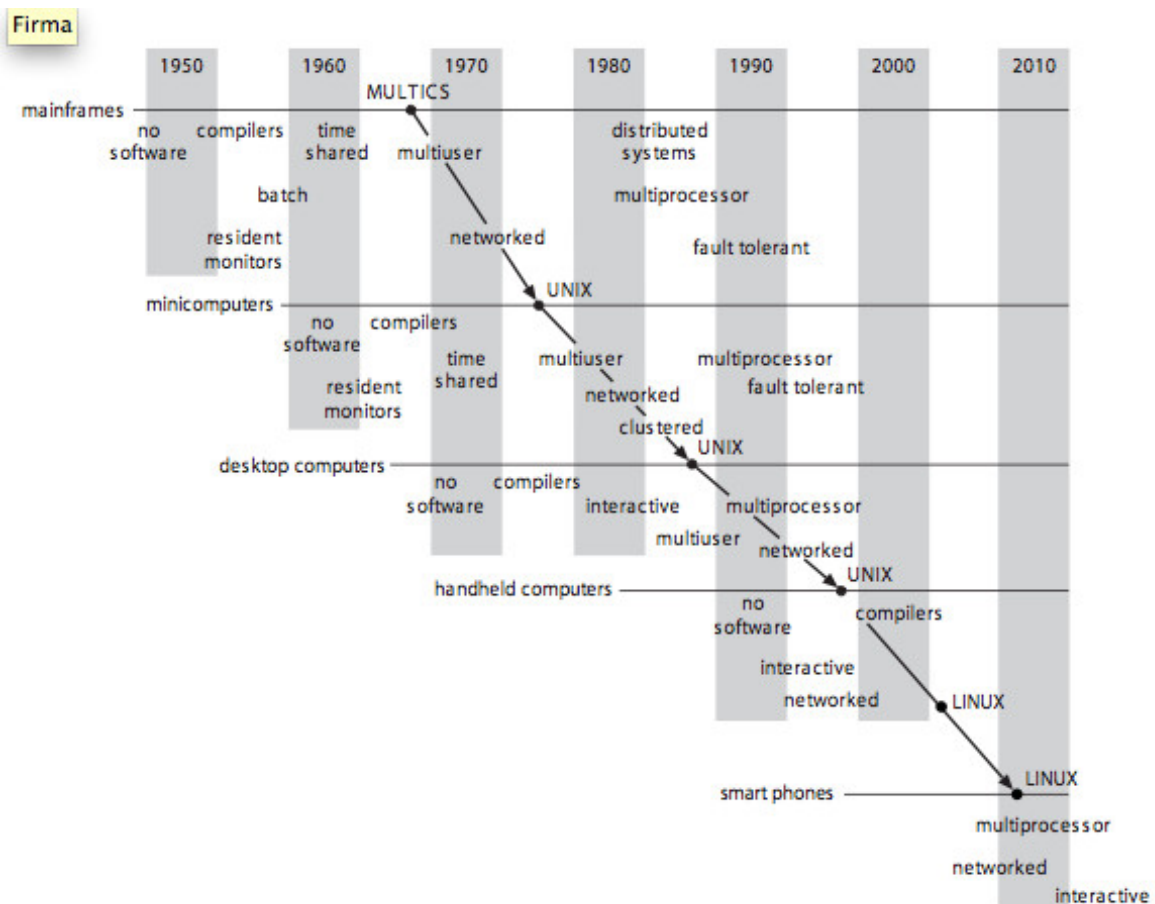 Firma
1950 1960 1970 1980 1990 2000 2010
MULTICS
mainframes
no software
compilers
time shared
multiuser
distributed systems
batch
multiprocessor
resident monitors
networked
fault tolerant
UNIX
minicomputers
no software
compilers
time shared
multiuser
multiprocessor
resident monitors
networked
fault tolerant
clustered
UNIX
desktop computers
no software
compilers
interactive
multiprocessor
multiuser
networked
UNIX
handheld computers
no software
compilers
interactive
networked
LINUX
LINUX
smart phones
multiprocessor
networked
interactive